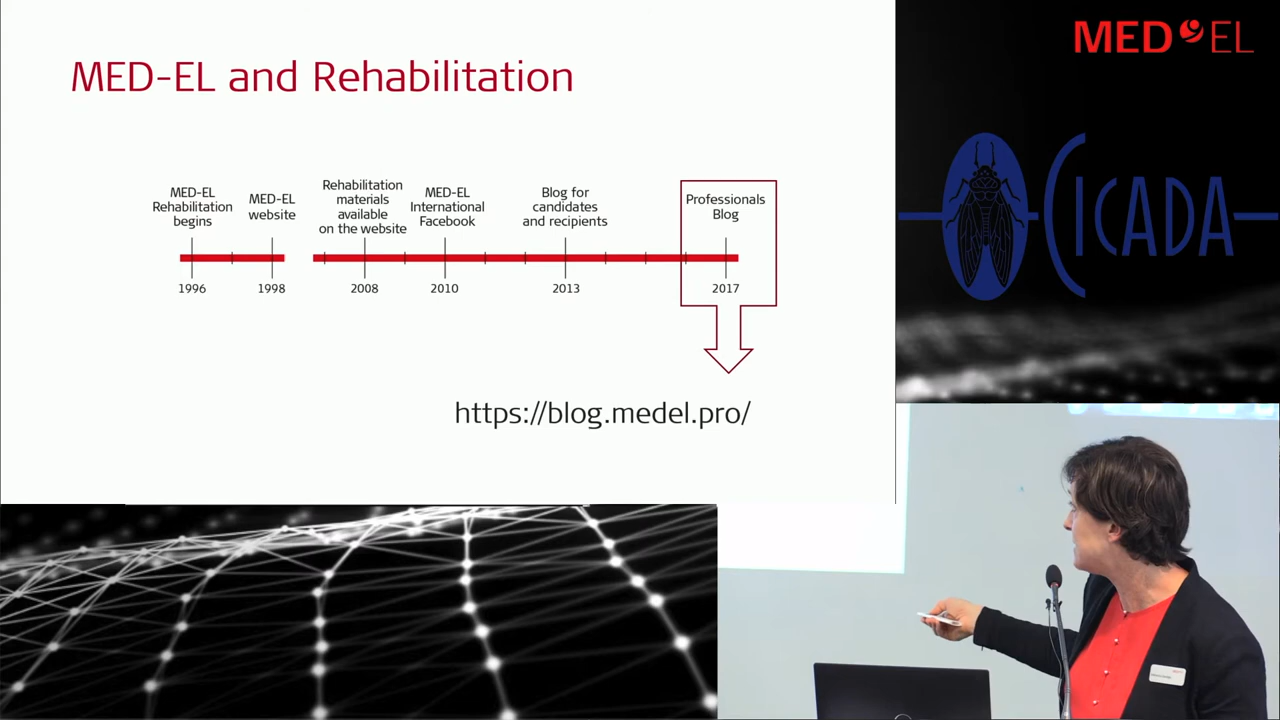 MED-EL and Rehabilitation
MED-EL
Rehabilitation
begins
MED-EL
website
Rehabilitation
materials
available
on the website
MED-EL
International
Facebook
Blog for
candidates
and recipients
Professionals
Blog
1996
1998
2008
2010
2013
2017
https://blog.medel.pro/
MED EL
CICADA